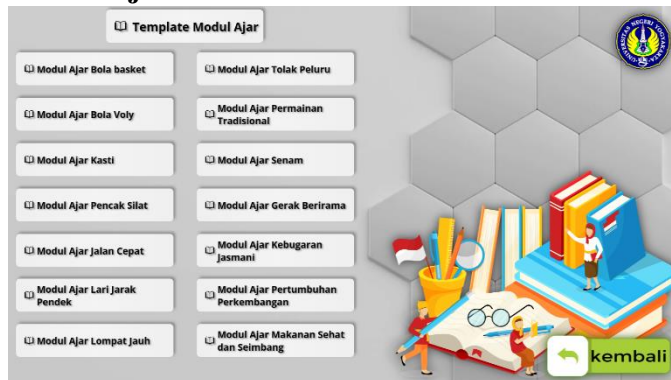 Template Modul Ajar
Modul Ajar Bola basket
Modul Ajar Bola Voly
Modul Ajar Kasti
Modul Ajar Pencak Silat
Modul Ajar Jalan Cepat
Modul Ajar Lari Jarak
Pendek
Modul Ajar Lompat Jauh
Modul Ajar Tolak Peluru
Modul Ajar Permainan
Tradisional
Modul Ajar Senam
Modul Ajar Gerak Berirama
Modul Ajar Kebugaran
Jasmani
Modul Ajar Pertumbuhan
Perkembangan
Modul Ajar Makanan Sehat
dan Seimbang
UNIVERSITAS NEGERI YOGYAKARTA
kembali